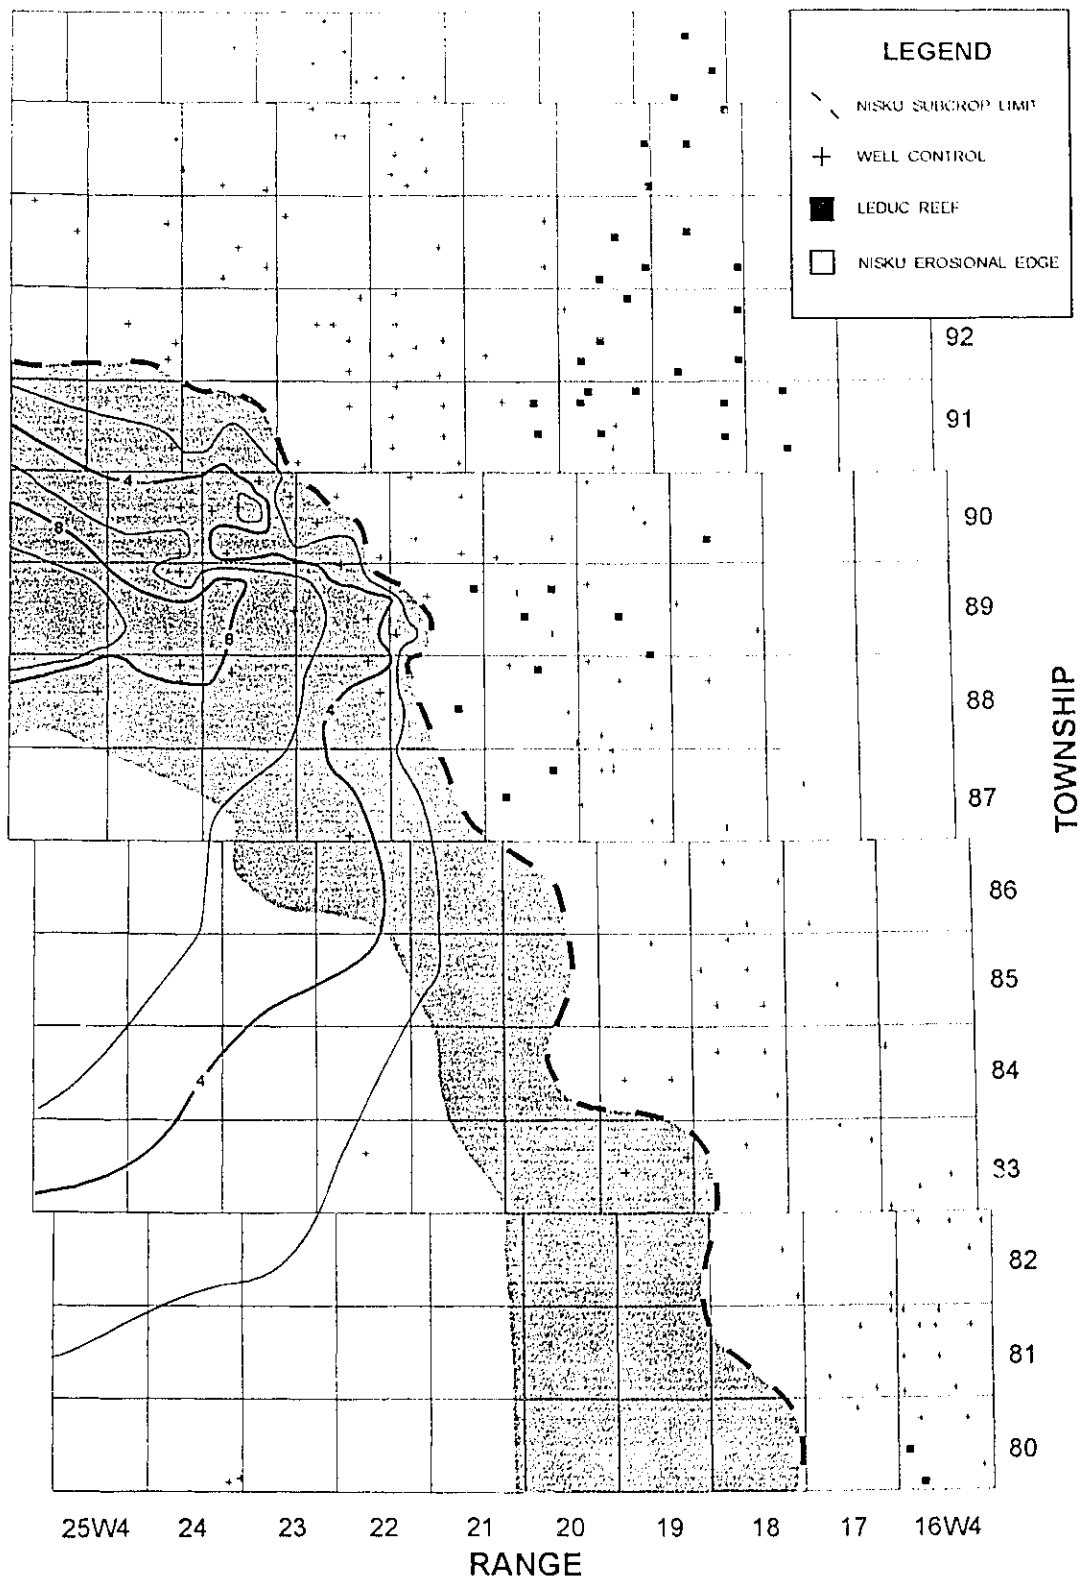 LEGEND
NISKU SUBCROP LIMIT
WELL CONTROL
LEDUC REEF
NISKU EROSIONAL EDGE
92
91
4
90
8
89
8
88
4
TOWNSHIP
87
86
85
84
4
83
82
81
80
25W4 24 23 22 21 20 19 18 17 16W4
RANGE